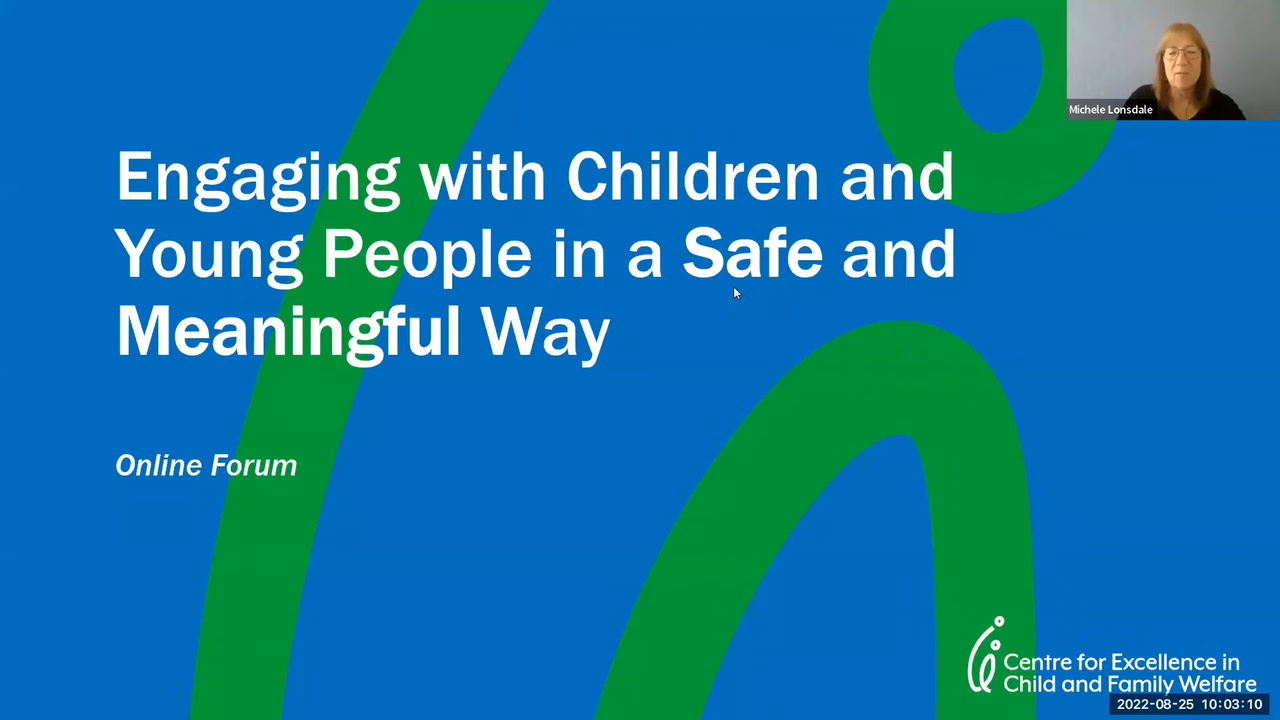 Michele Lonsdale
Engaging with Children and
Young People in a Safe and
Meaningful Way
Online Forum
Centre for Excellence in
Child and Family Welfare
2022-08-25 10:03:10